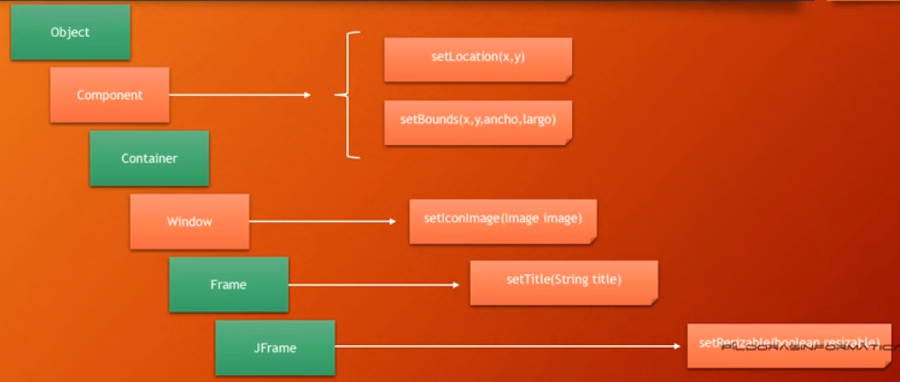 Object
setLocation(x,y)
Component
setBounds(x,y,ancho,largo)
Container
Window
setIconImage(Image image)
Frame
setTitle(String title)
JFrame
setResizable(boolean resizable)
PILDORASINFORMATICAS